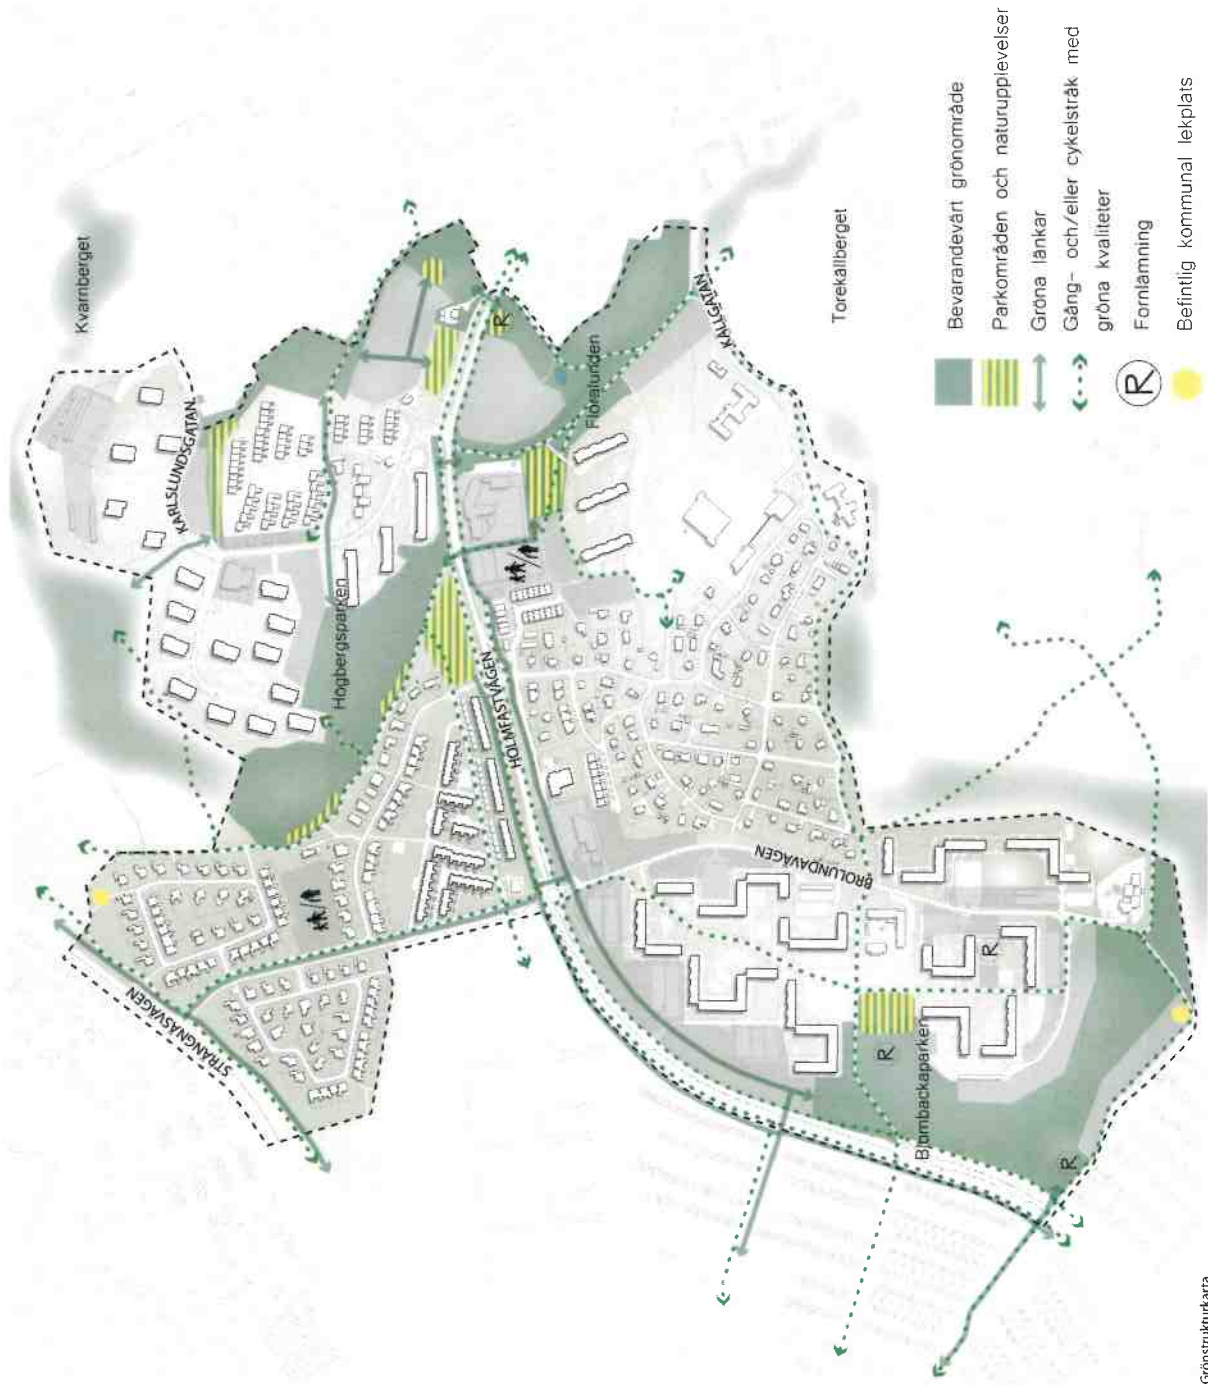 Kvarnberget
KARLSLUNDSGATAN
Högbergsparken
STRÄNGNÄSVÄGEN
HOLMFASTVÄGEN
Floralunden
R
KÄLLGATAN
Torekällberget
BROLUNDAVÄGEN
R
R
Blombackaparken
R
Bevarandevärt grönområde
Parkområden och naturupplevelser
Gröna länkar
Gång- och/eller cykelstråk med
gröna kvaliteter
R Fornlämning
Befintlig kommunal lekplats
Grönstrukturkarta